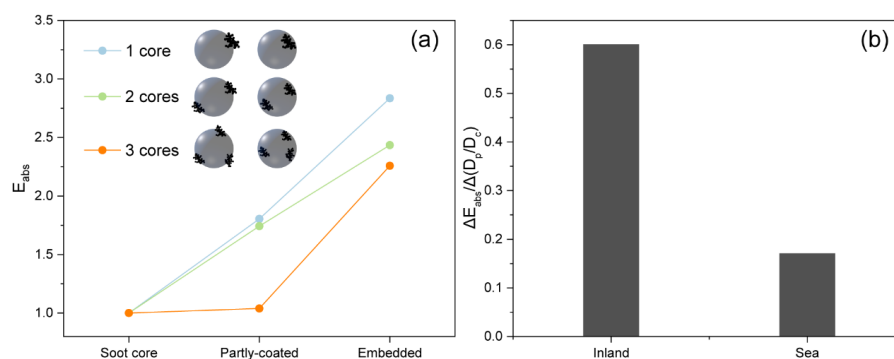 (a)
E_abs
3.5
3.0
2.5
2.0
1.5
1.0
1 core
2 cores
3 cores
Soot core
Partly-coated
Embedded
(b)
ΔE_abs/Δ(D_p/D_c)
0.6
0.5
0.4
0.3
0.2
0.1
0.0
Inland
Sea